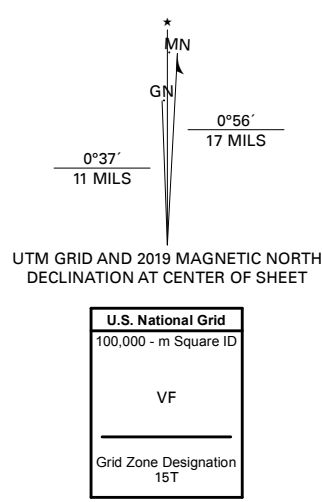 ★
MN
GN
0°56´
17 MILS
0°37´
11 MILS
UTM GRID AND 2019 MAGNETIC NORTH
DECLINATION AT CENTER OF SHEET
U.S. National Grid
100,000 - m Square ID
VF
Grid Zone Designation
15T